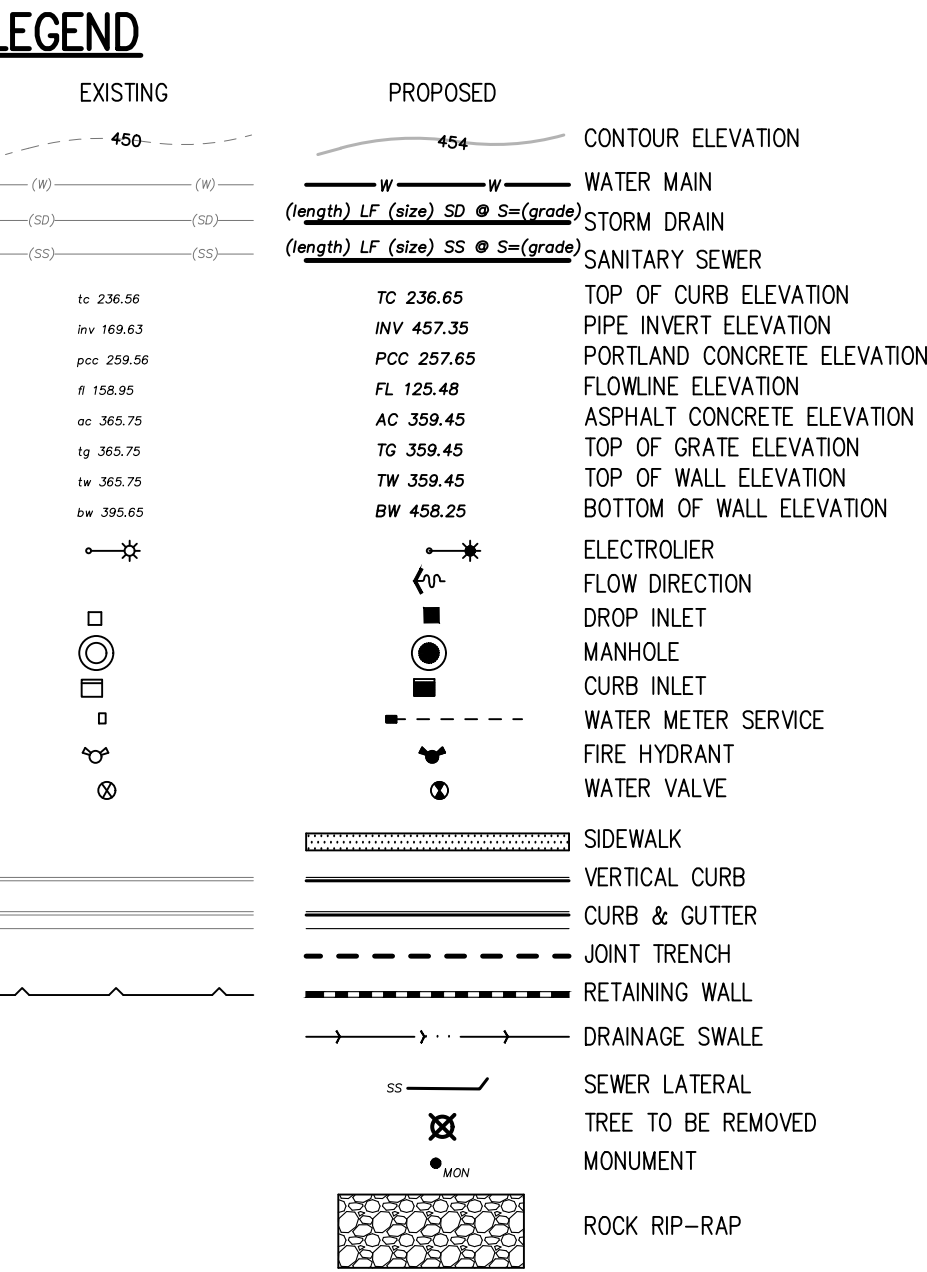 LEGEND
EXISTING PROPOSED
450 454 CONTOUR ELEVATION
(W) (W) W W WATER MAIN
(SD) (SD) (length) LF (size) SD @ S=(grade) STORM DRAIN
(SS) (SS) (length) LF (size) SS @ S=(grade) SANITARY SEWER
tc 236.56 TC 236.65 TOP OF CURB ELEVATION
inv 169.63 INV 457.35 PIPE INVERT ELEVATION
pcc 259.56 PCC 257.65 PORTLAND CONCRETE ELEVATION
fl 158.95 FL 125.48 FLOWLINE ELEVATION
ac 365.75 AC 359.45 ASPHALT CONCRETE ELEVATION
tg 365.75 TG 359.45 TOP OF GRATE ELEVATION
tw 365.75 TW 359.45 TOP OF WALL ELEVATION
bw 395.65 BW 458.25 BOTTOM OF WALL ELEVATION
ELECTROLIER
FLOW DIRECTION
DROP INLET
MANHOLE
CURB INLET
WATER METER SERVICE
FIRE HYDRANT
WATER VALVE
SIDEWALK
VERTICAL CURB
CURB & GUTTER
JOINT TRENCH
RETAINING WALL
DRAINAGE SWALE
SS SEWER LATERAL
TREE TO BE REMOVED
MON MONUMENT
ROCK RIP-RAP